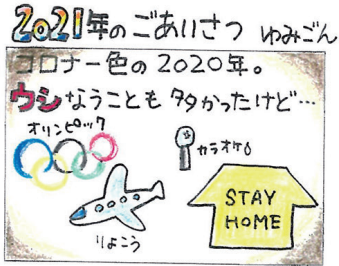 2021年のごあいさつ ゆみごん
コロナ一色の2020年。
ウシなうことも多かったけど…
オリンピック
カラオケ
りょこう
STAY
HOME